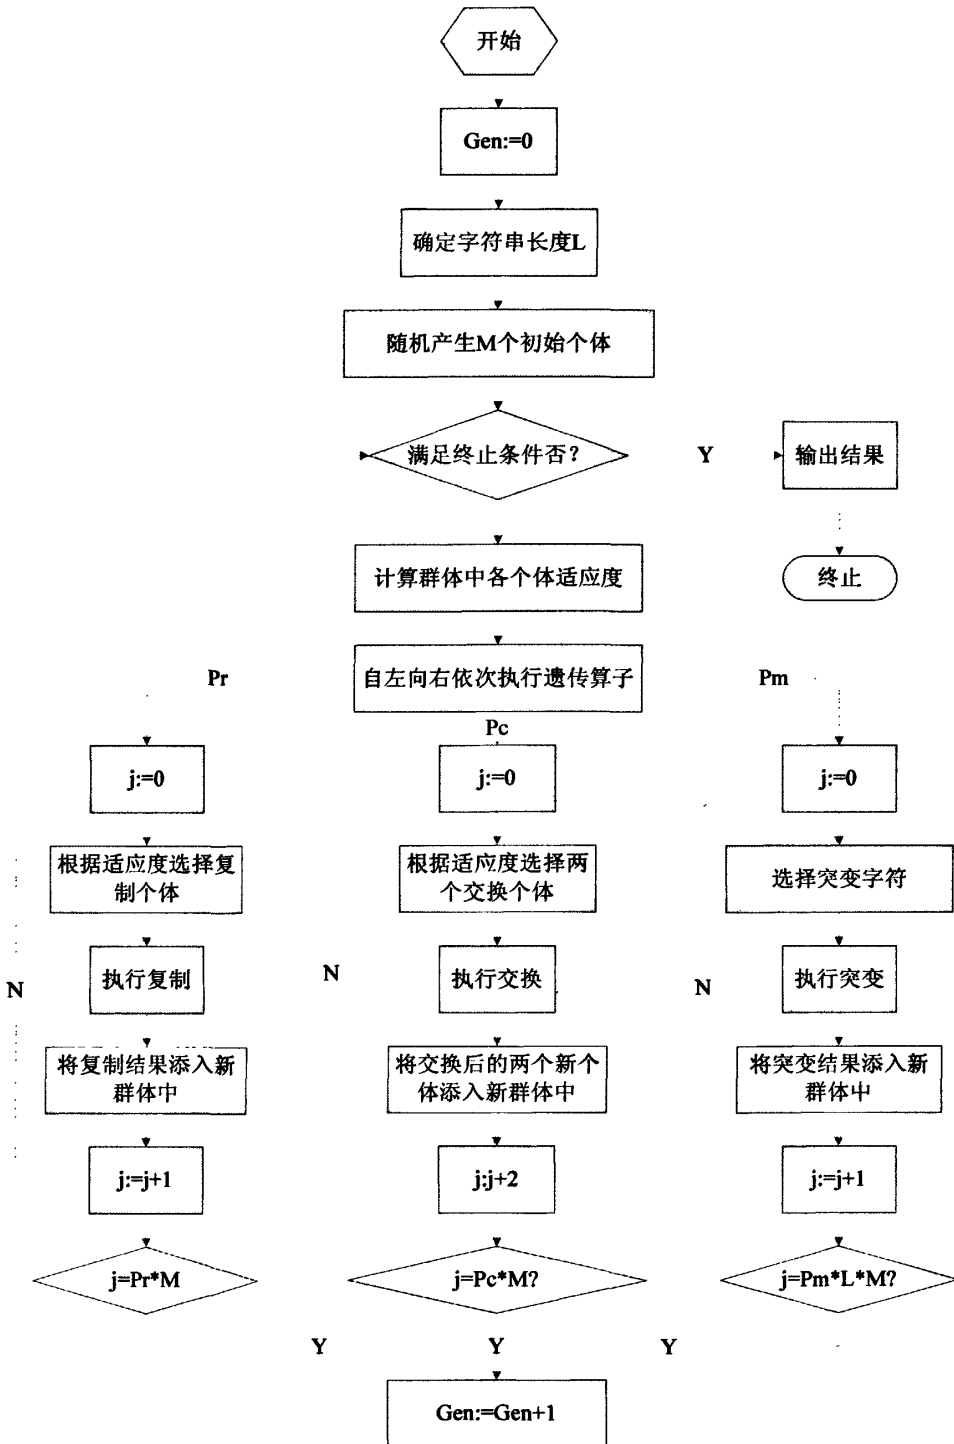 开始
Gen:=0
确定字符串长度L
随机产生M个初始个体
满足终止条件否？
Y
输出结果
计算群体中各个体适应度
终止
自左向右依次执行遗传算子
Pr
Pc
Pm
j:=0
j:=0
j:=0
根据适应度选择复
制个体
根据适应度选择两
个交换个体
选择突变字符
N
执行复制
N
执行交换
N
执行突变
将复制结果添入新
群体中
将交换后的两个新个
体添入新群体中
将突变结果添入新
群体中
j:=j+1
j:j+2
j:=j+1
j=Pr*M
j=Pc*M?
j=Pm*L*M?
Y
Y
Y
Gen:=Gen+1